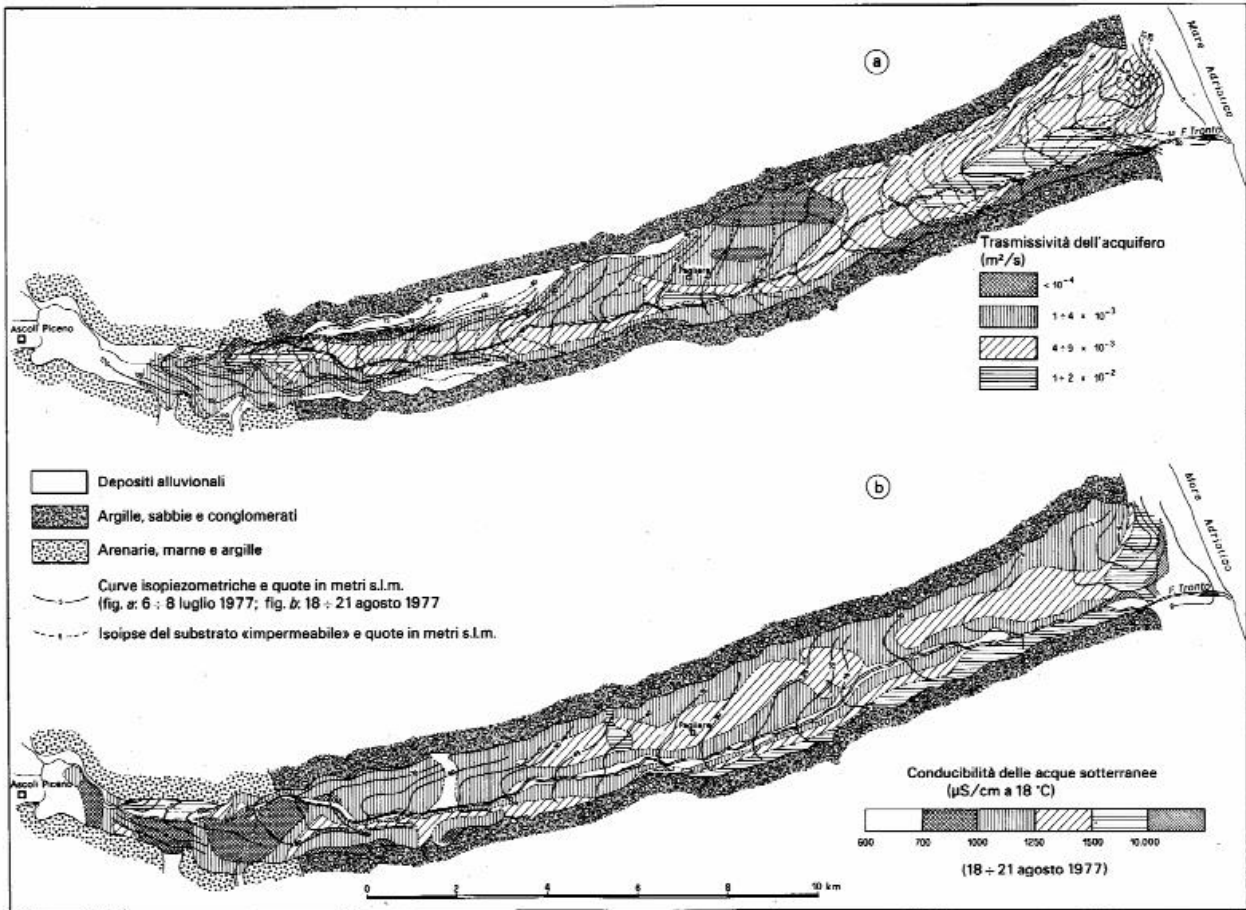 a
Mare
Adriatico
F. Tronto
Trasmissività dell'acquifero
(m²/s)
< 10⁻⁴
1÷4 × 10⁻³
4÷9 × 10⁻³
1÷2 × 10⁻²
Pagliare
Ascoli Piceno
Depositi alluvionali
Argille, sabbie e conglomerati
Arenarie, marne e argille
Curve isopiezometriche e quote in metri s.l.m.
(fig. a: 6 ÷ 8 luglio 1977; fig. b: 18 ÷ 21 agosto 1977
Isoipse del substrato «impermeabile» e quote in metri s.l.m.
b
Mare
Adriatico
F. Tronto
Pagliare
Ascoli Piceno
Conducibilità delle acque sotterranee
(µS/cm a 18 °C)
700 1000 1250 1500 10.000
(18 ÷ 21 agosto 1977)
0 2 4 6 8 10 km